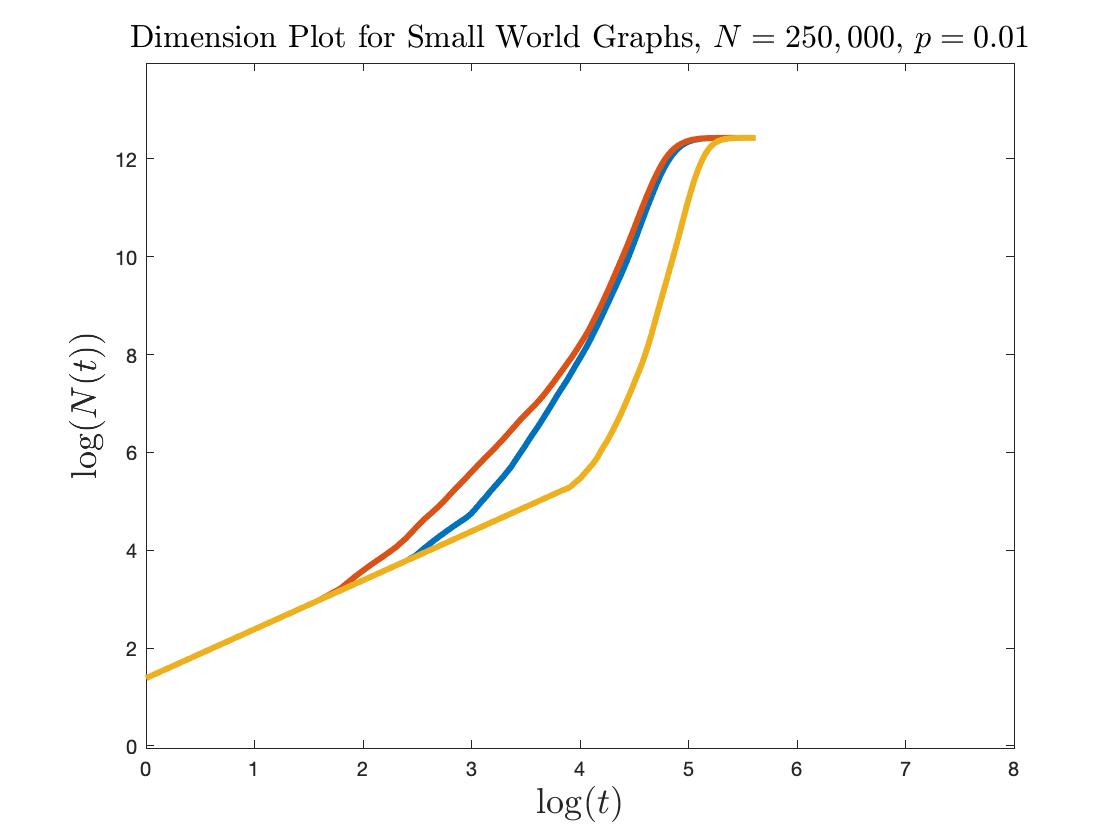 Dimension Plot for Small World Graphs, N = 250,000, p = 0.01
log(N(t))
12
10
8
6
4
2
0
0 1 2 3 4 5 6 7 8
log(t)